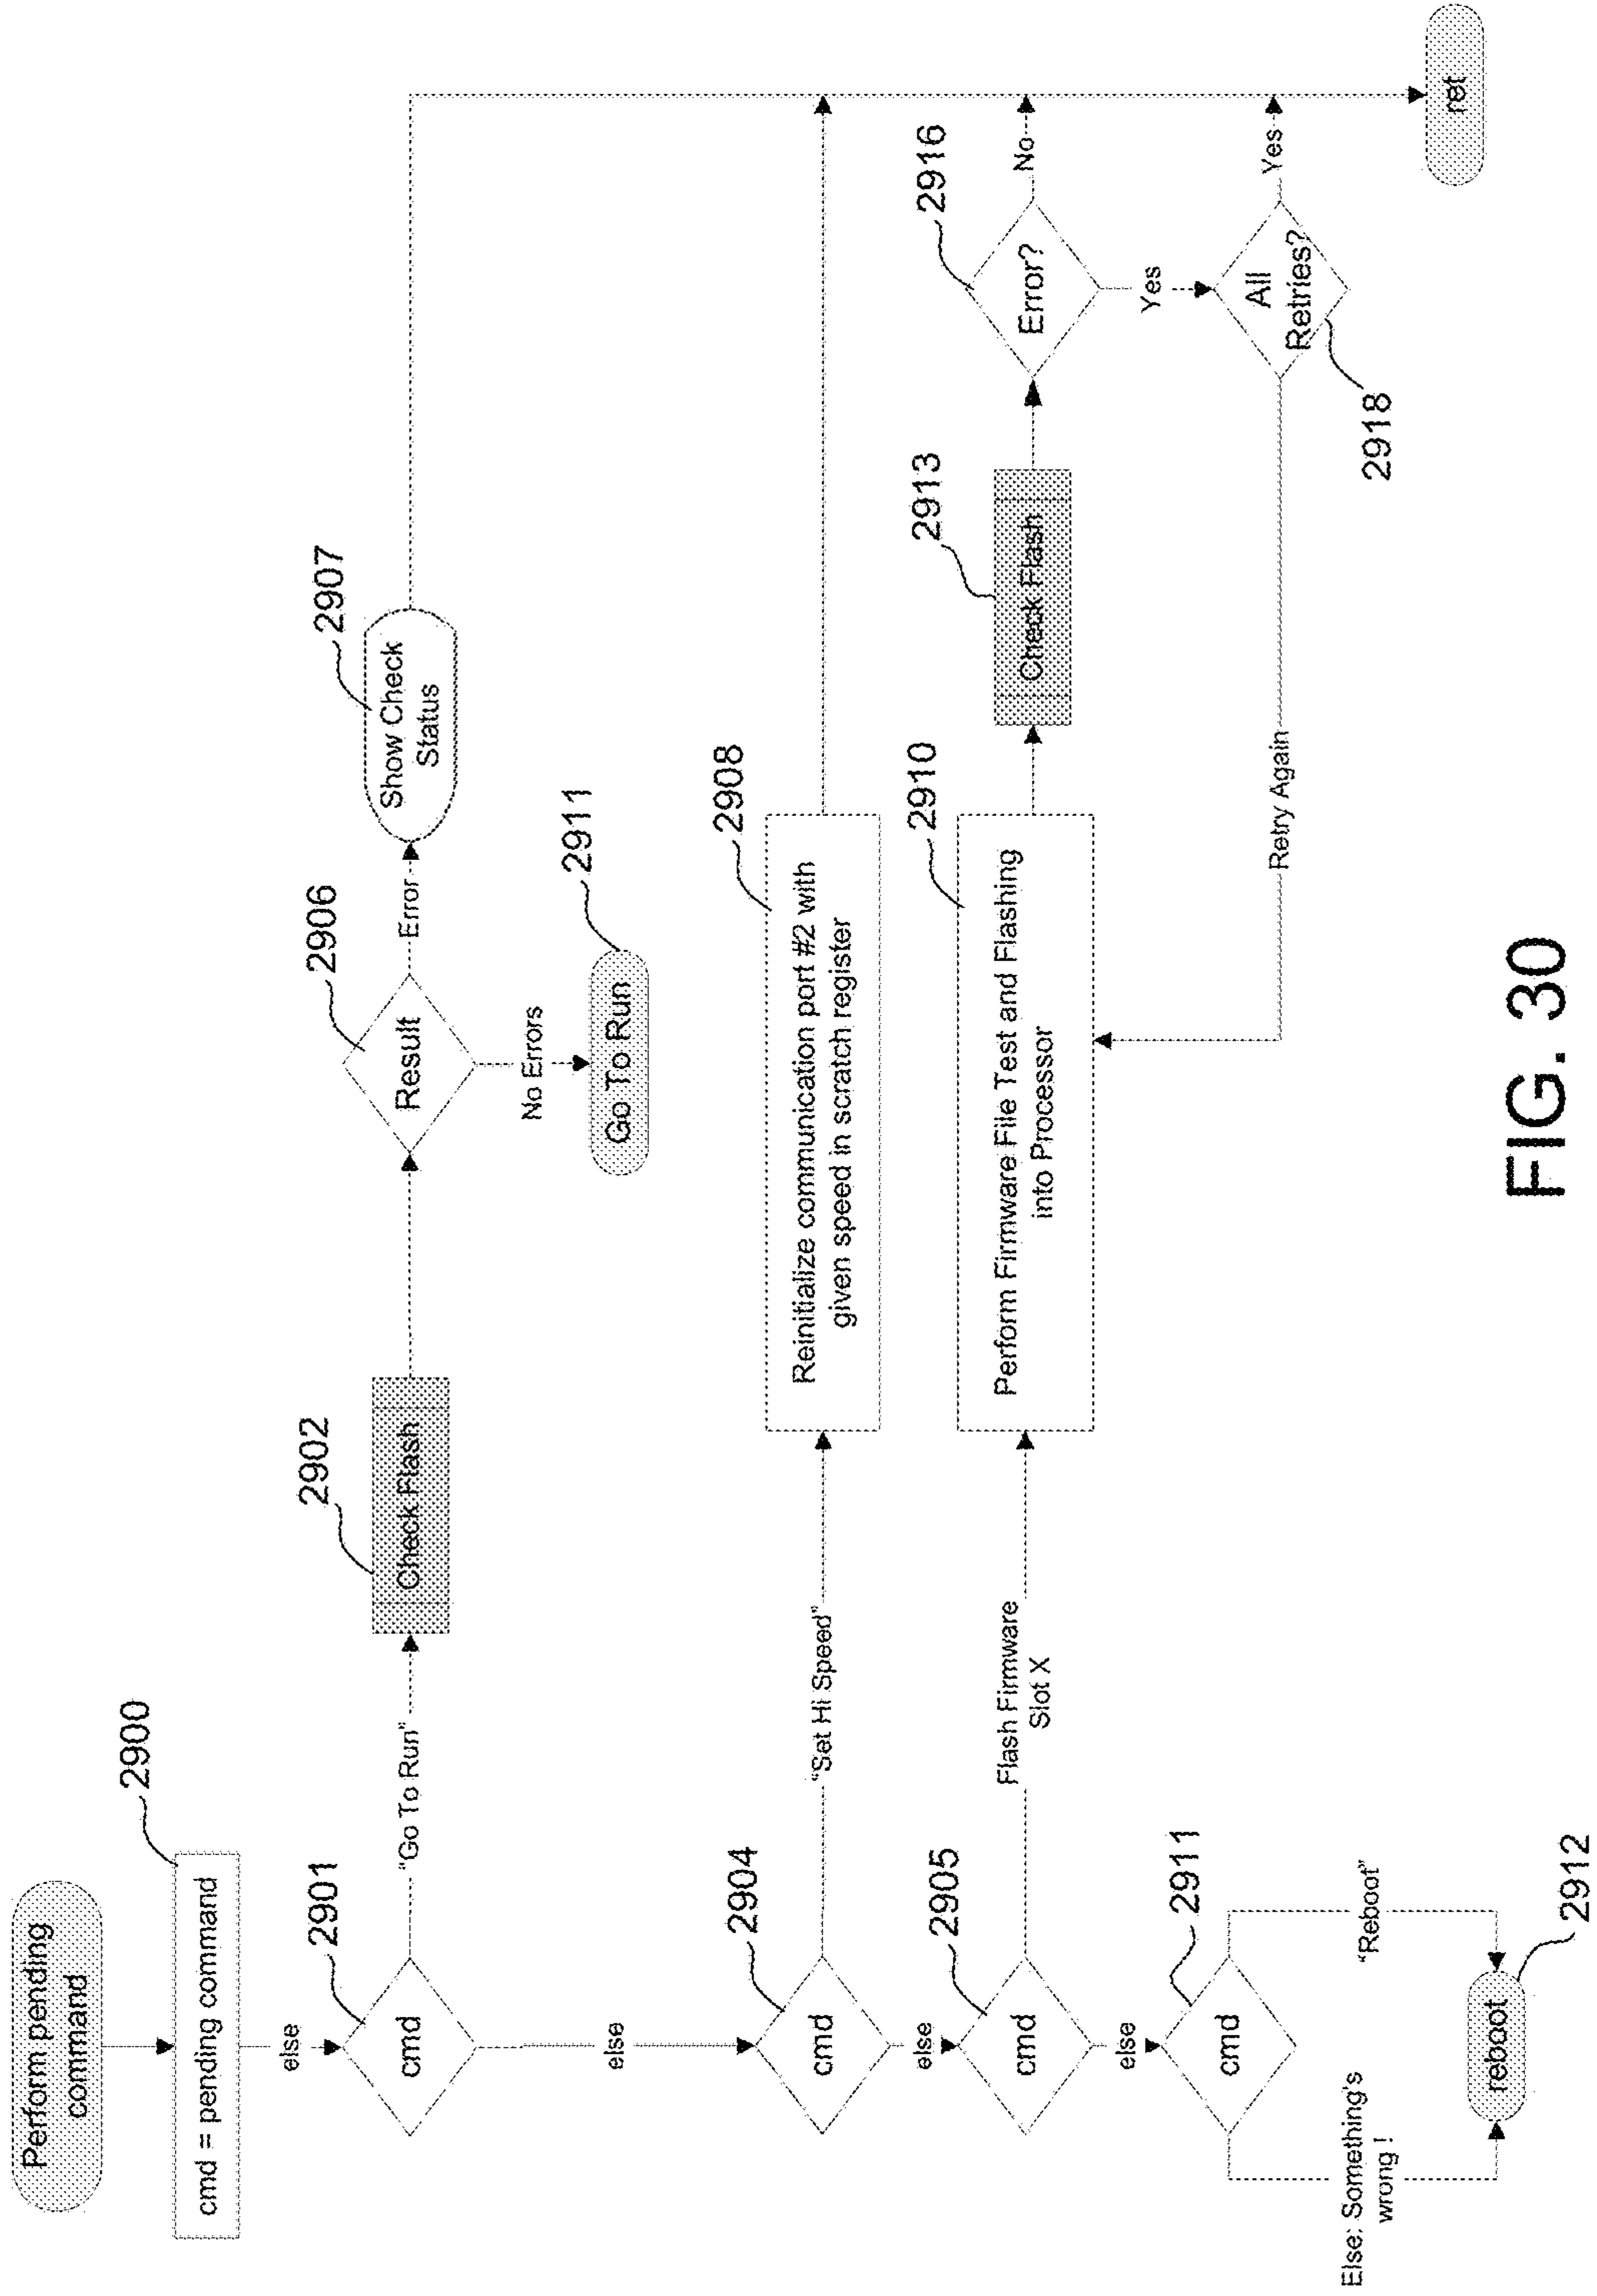 Perform pending
command
2900
cmd = pending command
else
2901
cmd
"Go To Run"
2902
Check Flash
2906
Result
Error
2907
Show Check
Status
No Errors
2911
Go To Run
else
2904
cmd
"Set Hi Speed"
2908
Reinitialize communication port #2 with
given speed in scratch register
else
2905
cmd
Flash Firmware
Slot X
2910
Perform Firmware File Test and Flashing
into Processor
2913
Check Flash
2916
Error?
No
Yes
All
Retries?
2918
Yes
Retry Again
else
2911
cmd
"Reboot"
Else: Something's
wrong !
2912
reboot
ret
FIG. 30